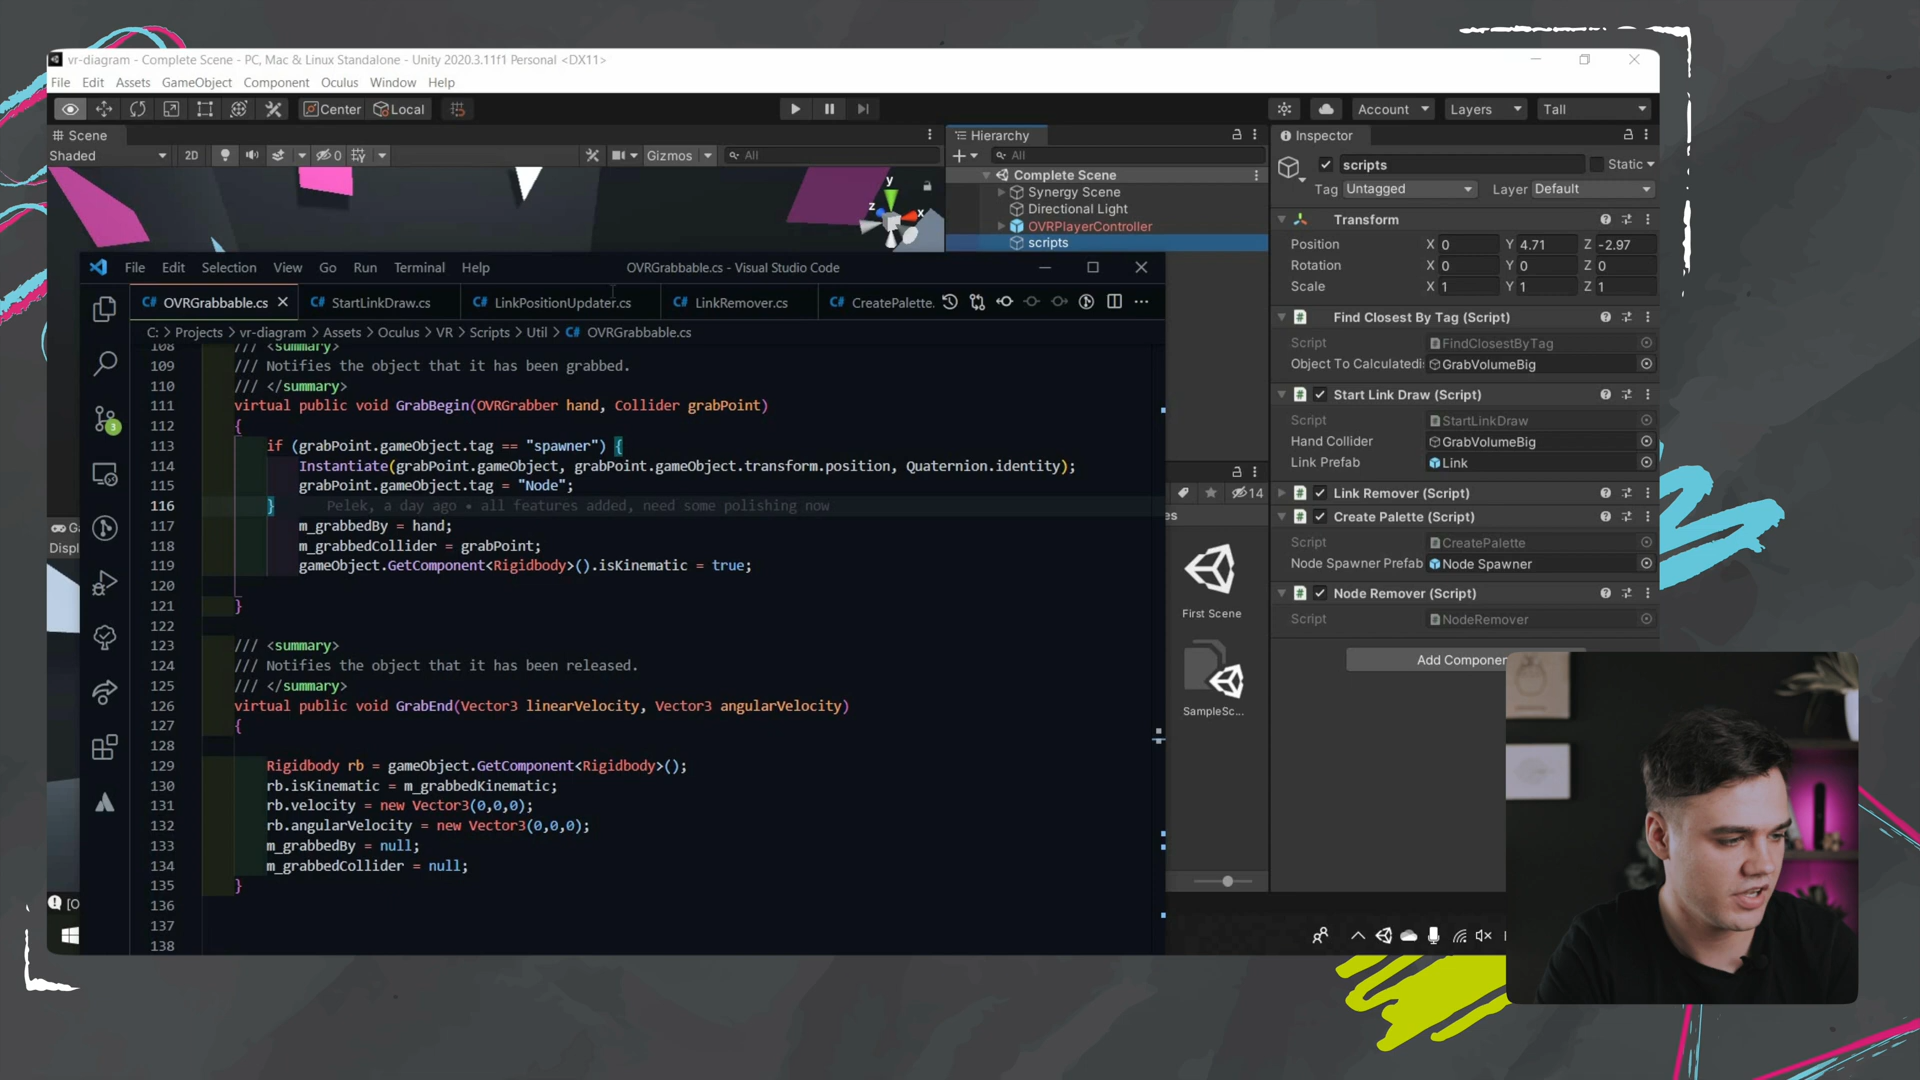 vr-diagram - Complete Scene - PC, Mac & Linux Standalone - Unity 2020.3.11f1 Personal <DX11>
File Edit Assets GameObject Component Oculus Window Help
Center Local
Account Layers Tall
Scene
Shaded 2D 0 Gizmos All
y
z x
Hierarchy
All
Complete Scene
Synergy Scene
Directional Light
OVRPlayerController
scripts
Inspector
scripts Static
Tag Untagged Layer Default
Transform
Position X 0 Y 4.71 Z -2.97
Rotation X 0 Y 0 Z 0
Scale X 1 Y 1 Z 1
Find Closest By Tag (Script)
Script FindClosestByTag
Object To Calculatedi GrabVolumeBig
Start Link Draw (Script)
Script StartLinkDraw
Hand Collider GrabVolumeBig
Link Prefab Link
Link Remover (Script)
Create Palette (Script)
Script CreatePalette
Node Spawner Prefab Node Spawner
Node Remover (Script)
Script NodeRemover
Add Componen
14
es
First Scene
SampleSc...
G
Displ
[O
File Edit Selection View Go Run Terminal Help OVRGrabbable.cs - Visual Studio Code
C# OVRGrabbable.cs C# StartLinkDraw.cs C# LinkPositionUpdater.cs C# LinkRemover.cs C# CreatePalette.
C: > Projects > vr-diagram > Assets > Oculus > VR > Scripts > Util > C# OVRGrabbable.cs
3
108 /// <summary>
109 /// Notifies the object that it has been grabbed.
110 /// </summary>
111 virtual public void GrabBegin(OVRGrabber hand, Collider grabPoint)
112 {
113 if (grabPoint.gameObject.tag == "spawner") {
114 Instantiate(grabPoint.gameObject, grabPoint.gameObject.transform.position, Quaternion.identity);
115 grabPoint.gameObject.tag = "Node";
116 } Pelek, a day ago • all features added, need some polishing now
117 m_grabbedBy = hand;
118 m_grabbedCollider = grabPoint;
119 gameObject.GetComponent<Rigidbody>().isKinematic = true;
120
121 }
122
123 /// <summary>
124 /// Notifies the object that it has been released.
125 /// </summary>
126 virtual public void GrabEnd(Vector3 linearVelocity, Vector3 angularVelocity)
127 {
128
129 Rigidbody rb = gameObject.GetComponent<Rigidbody>();
130 rb.isKinematic = m_grabbedKinematic;
131 rb.velocity = new Vector3(0,0,0);
132 rb.angularVelocity = new Vector3(0,0,0);
133 m_grabbedBy = null;
134 m_grabbedCollider = null;
135 }
136
137
138